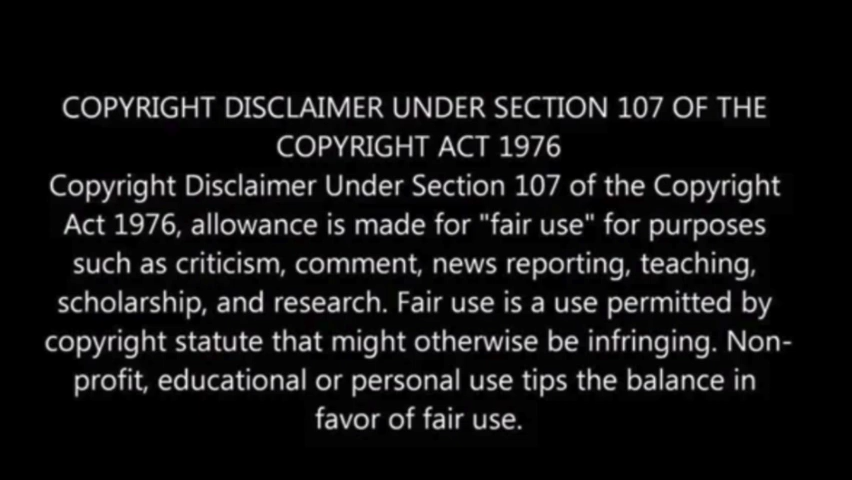 COPYRIGHT DISCLAIMER UNDER SECTION 107 OF THE
COPYRIGHT ACT 1976
Copyright Disclaimer Under Section 107 of the Copyright
Act 1976, allowance is made for "fair use" for purposes
such as criticism, comment, news reporting, teaching,
scholarship, and research. Fair use is a use permitted by
copyright statute that might otherwise be infringing. Non-
profit, educational or personal use tips the balance in
favor of fair use.